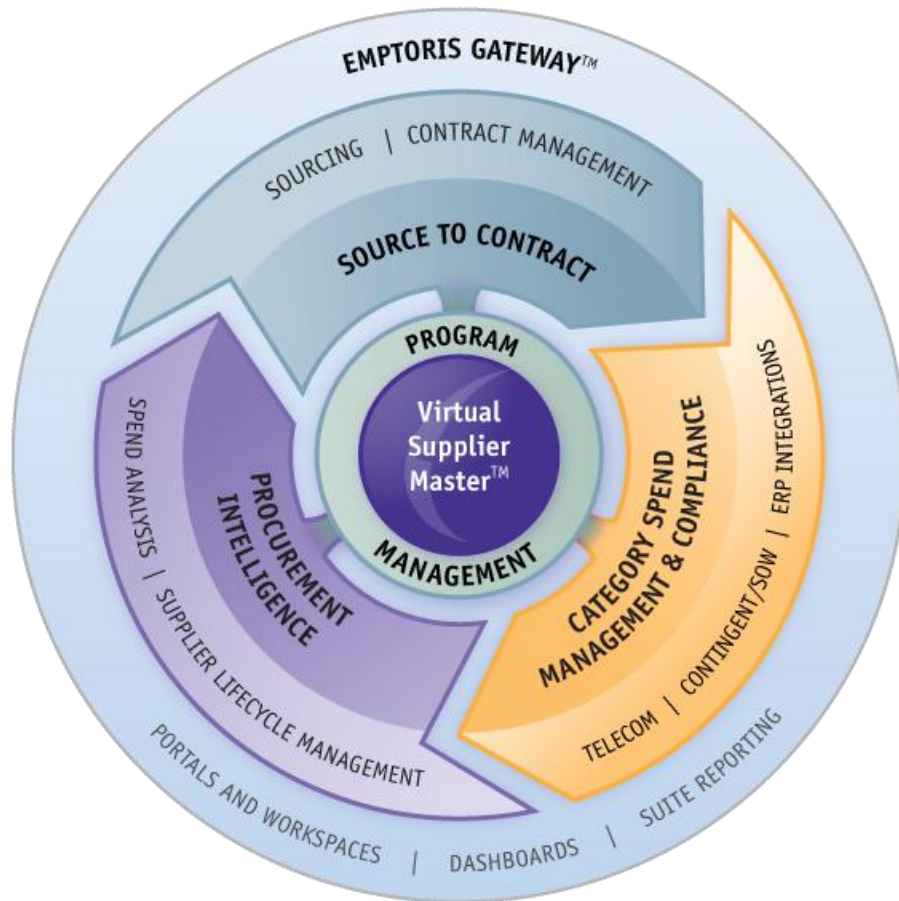 EMPTORIS GATEWAY™
SOURCING | CONTRACT MANAGEMENT
SOURCE TO CONTRACT
PROGRAM
MANAGEMENT
Virtual
Supplier
Master™
CATEGORY SPEND
MANAGEMENT & COMPLIANCE
TELECOM | CONTINGENT/SOW | ERP INTEGRATIONS
PROCUREMENT
INTELLIGENCE
SPEND ANALYSIS | SUPPLIER LIFECYCLE MANAGEMENT
PORTALS AND WORKSPACES | DASHBOARDS | SUITE REPORTING